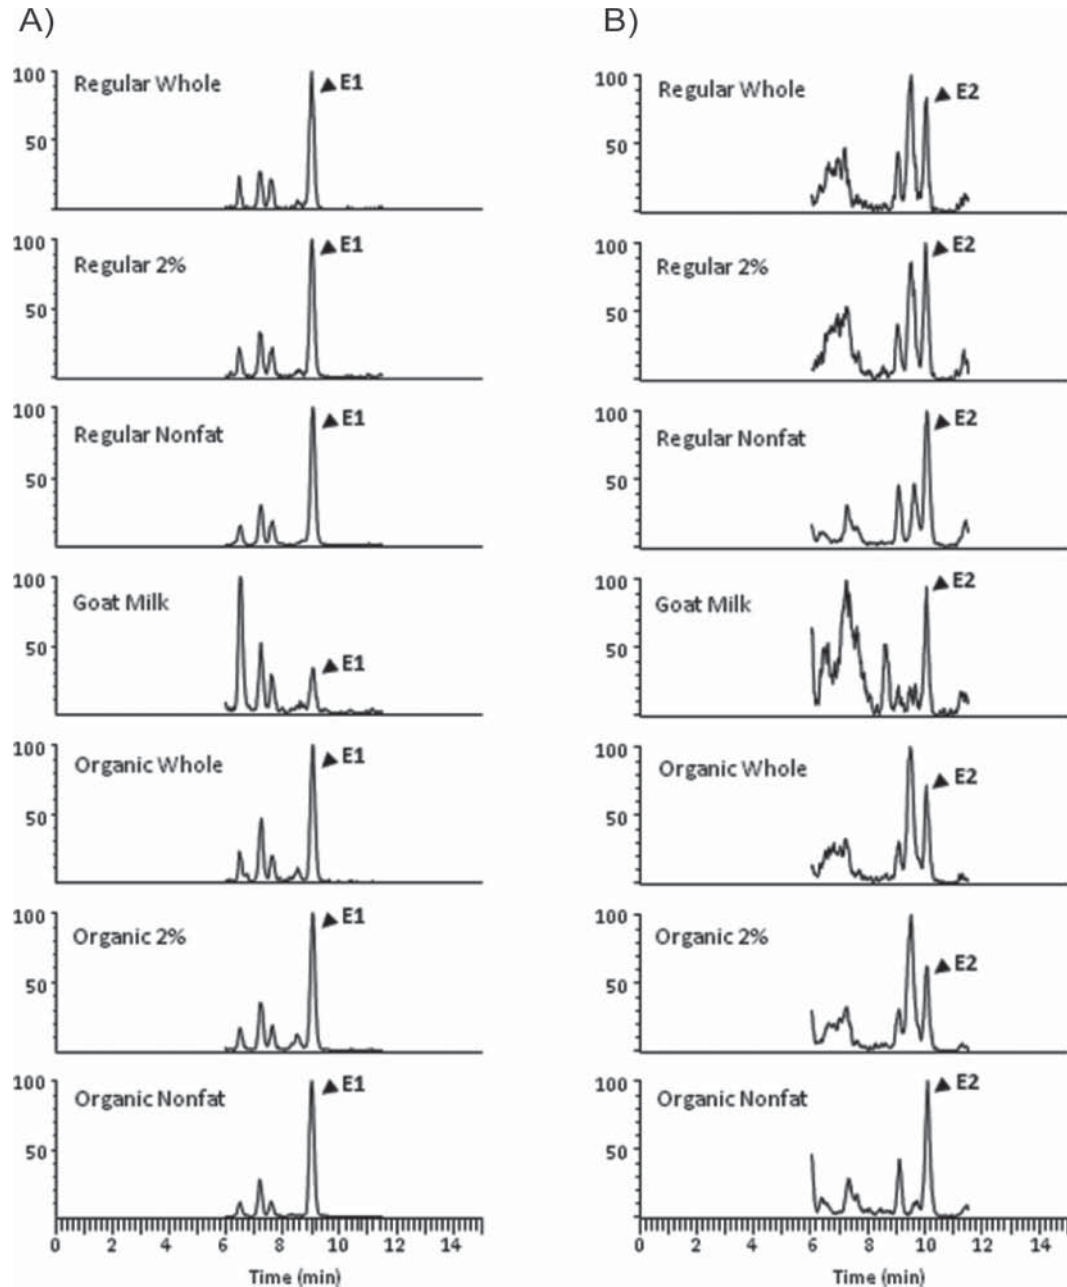 A)
B)
100
50
Regular Whole
E1
100
50
Regular Whole
E2
100
50
Regular 2%
E1
100
50
Regular 2%
E2
100
50
Regular Nonfat
E1
100
50
Regular Nonfat
E2
100
50
Goat Milk
E1
100
50
Goat Milk
E2
100
50
Organic Whole
E1
100
50
Organic Whole
E2
100
50
Organic 2%
E1
100
50
Organic 2%
E2
100
50
Organic Nonfat
E1
100
50
Organic Nonfat
E2
0 2 4 6 8 10 12 14
Time (min)
0 2 4 6 8 10 12 14
Time (min)